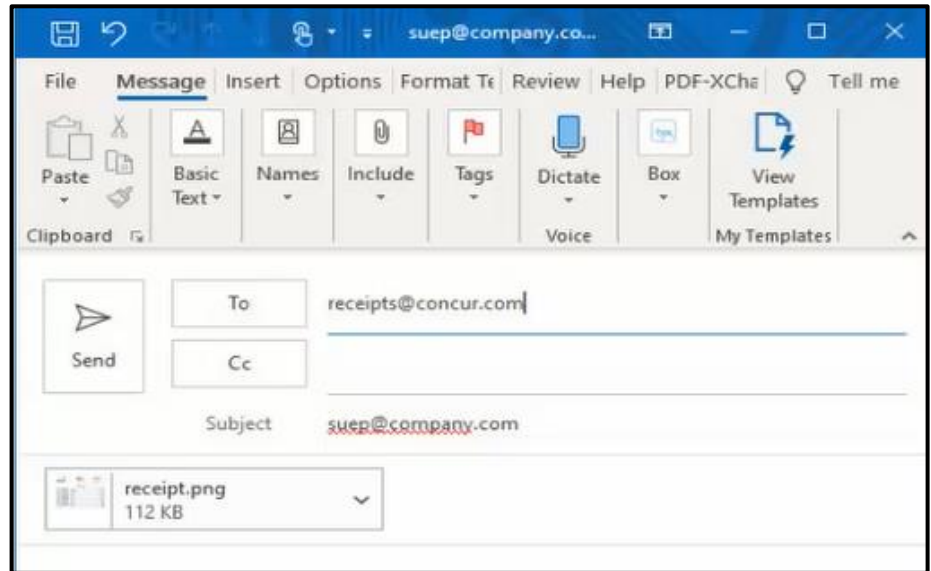 suep@company.co...
File Message Insert Options Format Te Review Help PDF-XCha Tell me
Paste Basic Text Names Include Tags Dictate Box View Templates
Clipboard Voice My Templates
To receipts@concur.com
Send
Cc
Subject suep@company.com
receipt.png
112 KB